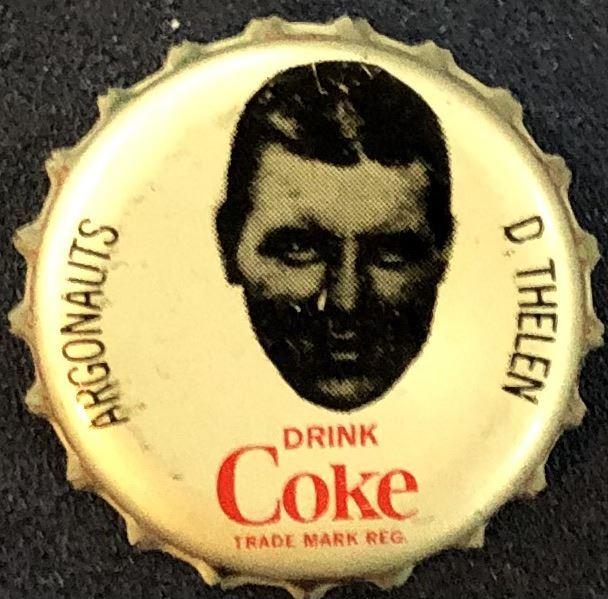 ARGONAUTS
D. THELEN
DRINK
Coke
TRADE MARK REG.